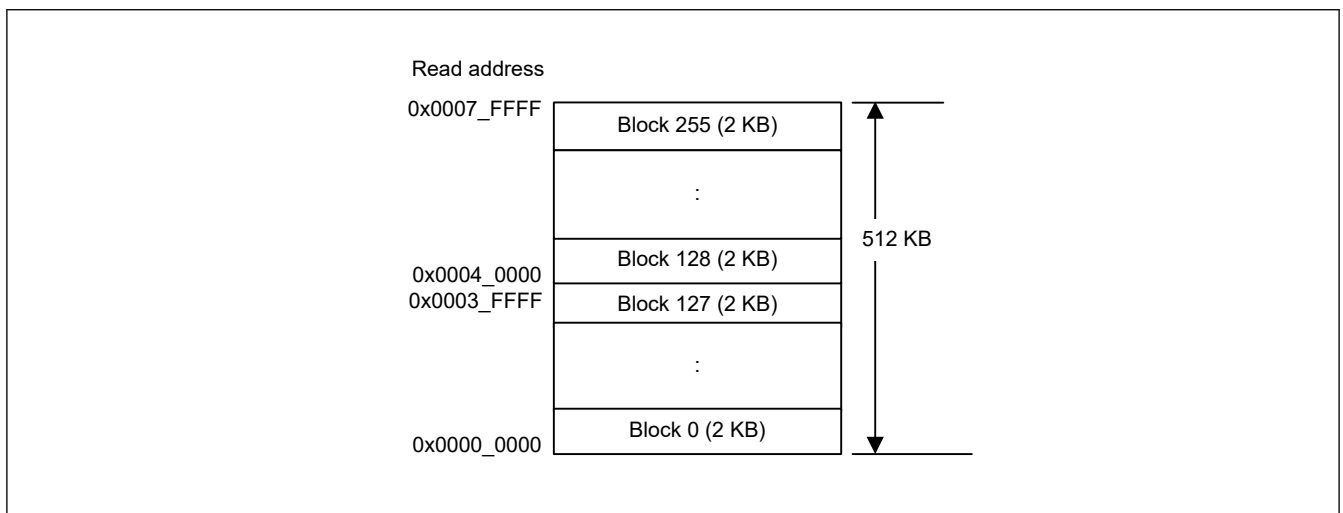 Read address
0x0007_FFFF
Block 255 (2 KB)
:
512 KB
Block 128 (2 KB)
0x0004_0000
0x0003_FFFF
Block 127 (2 KB)
:
Block 0 (2 KB)
0x0000_0000